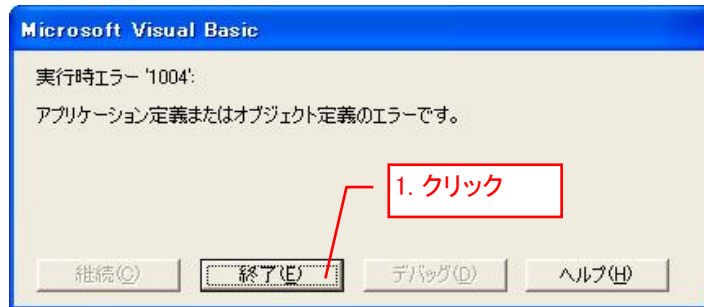 Microsoft Visual Basic
実行時エラー '1004':
アプリケーション定義またはオブジェクト定義のエラーです。
1. クリック
継続(C) 終了(E) デバッグ(D) ヘルプ(H)